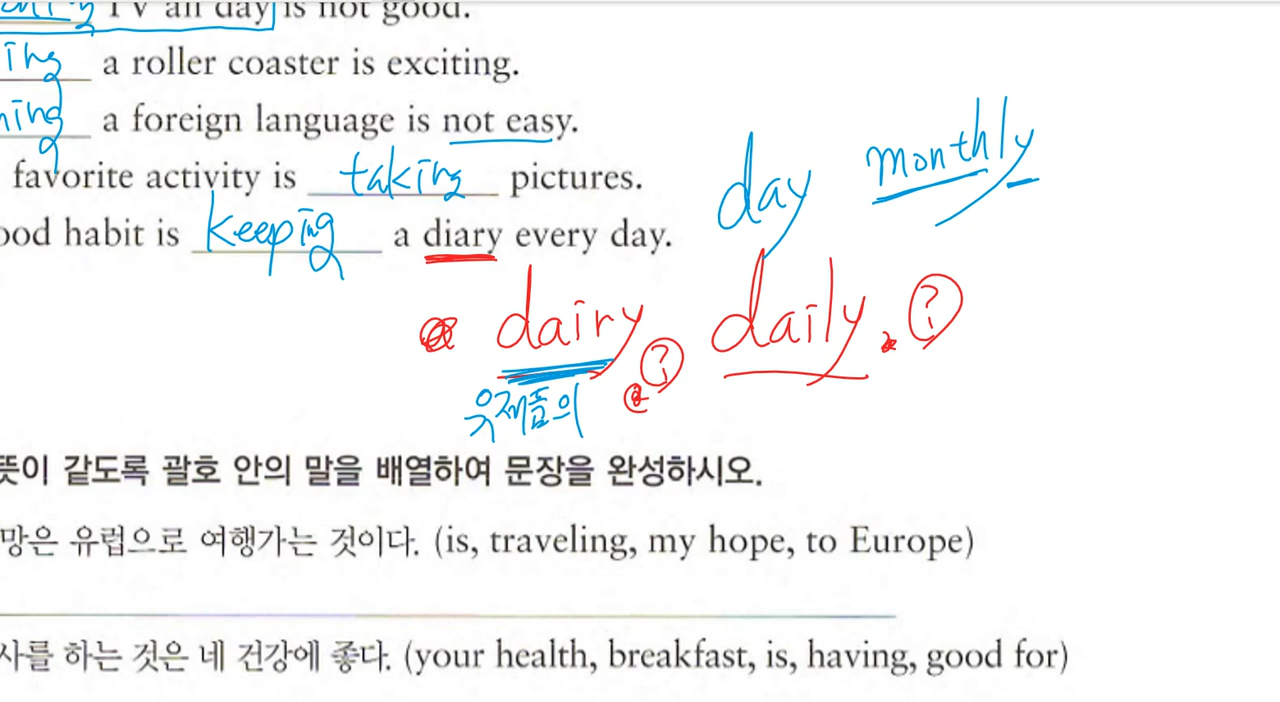 TV all day is not good.
ing a roller coaster is exciting.
ning a foreign language is not easy.
favorite activity is taking pictures.
ood habit is keeping a diary every day.
day monthly
dairy ? daily ?
유제품의
뜻이 같도록 괄호 안의 말을 배열하여 문장을 완성하시오.
망은 유럽으로 여행가는 것이다. (is, traveling, my hope, to Europe)
사를 하는 것은 네 건강에 좋다. (your health, breakfast, is, having, good for)